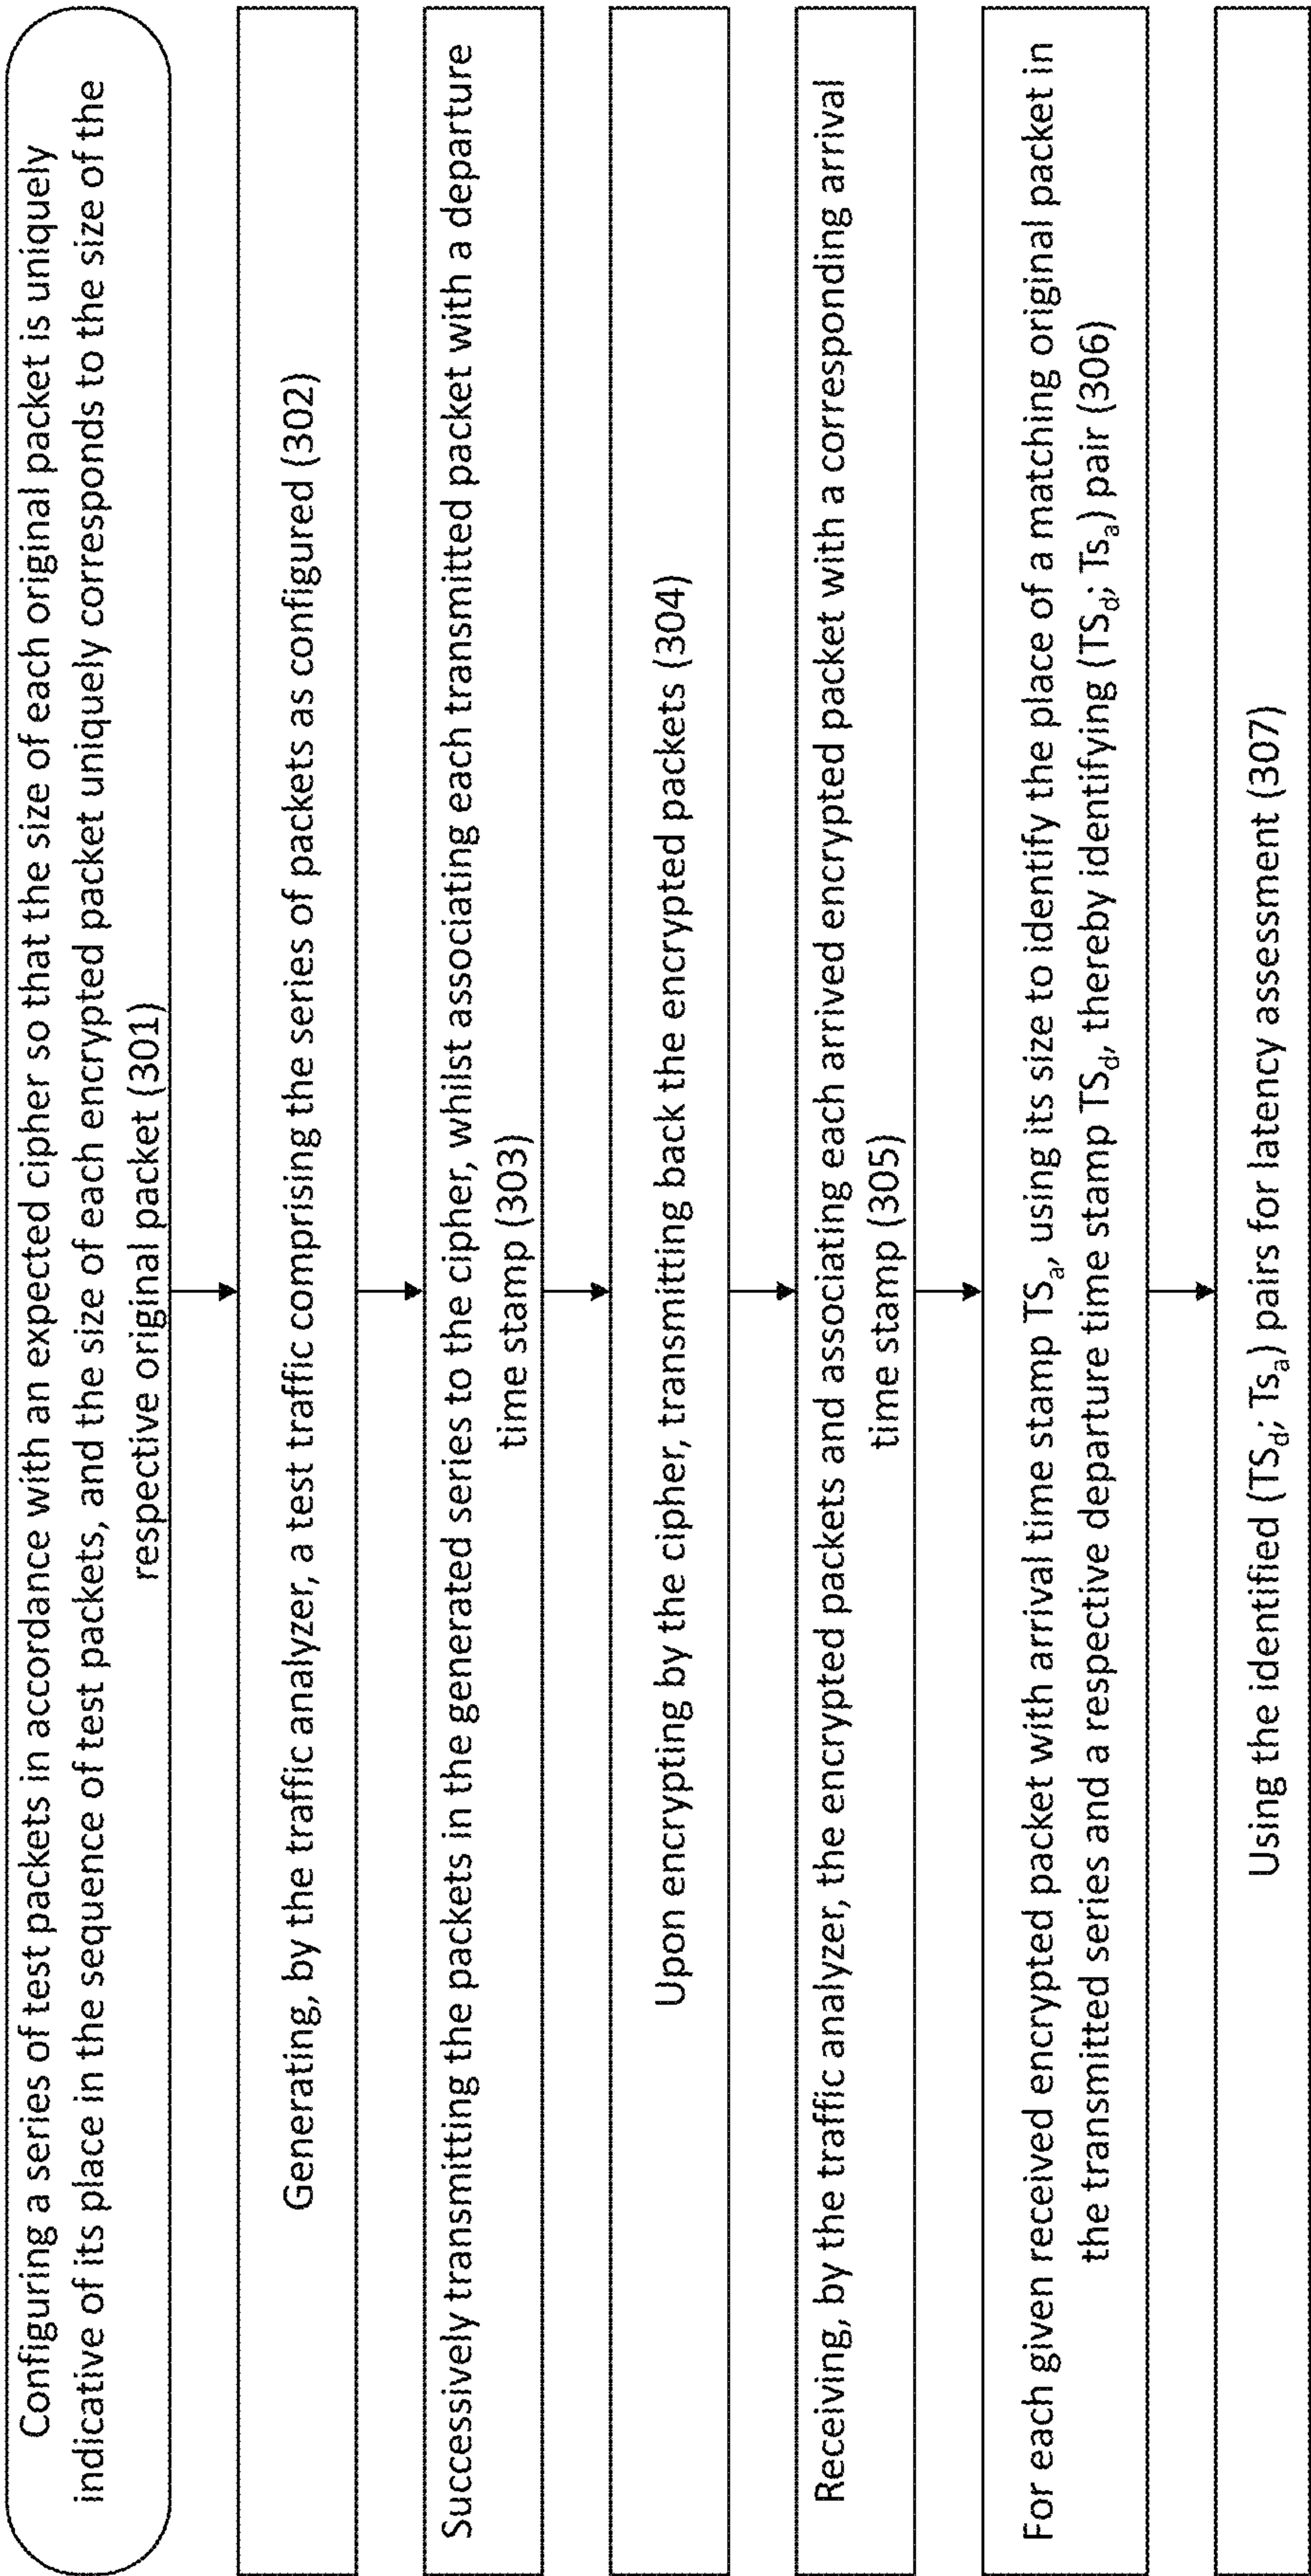 Configuring a series of test packets in accordance with an expected cipher so that the size of each original packet is uniquely
indicative of its place in the sequence of test packets, and the size of each encrypted packet uniquely corresponds to the size of the
respective original packet (301)
Generating, by the traffic analyzer, a test traffic comprising the series of packets as configured (302)
Successively transmitting the packets in the generated series to the cipher, whilst associating each transmitted packet with a departure
time stamp (303)
Upon encrypting by the cipher, transmitting back the encrypted packets (304)
Receiving, by the traffic analyzer, the encrypted packets and associating each arrived encrypted packet with a corresponding arrival
time stamp (305)
For each given received encrypted packet with arrival time stamp TSₐ, using its size to identify the place of a matching original packet in
the transmitted series and a respective departure time stamp TS_d, thereby identifying (TS_d; Tsₐ) pair (306)
Using the identified (TS_d; Tsₐ) pairs for latency assessment (307)